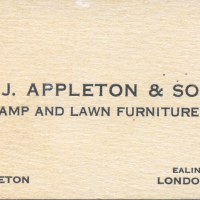 J. APPLETON & SO
AMP AND LAWN FURNITURE
EALIN
ETON
LONDO